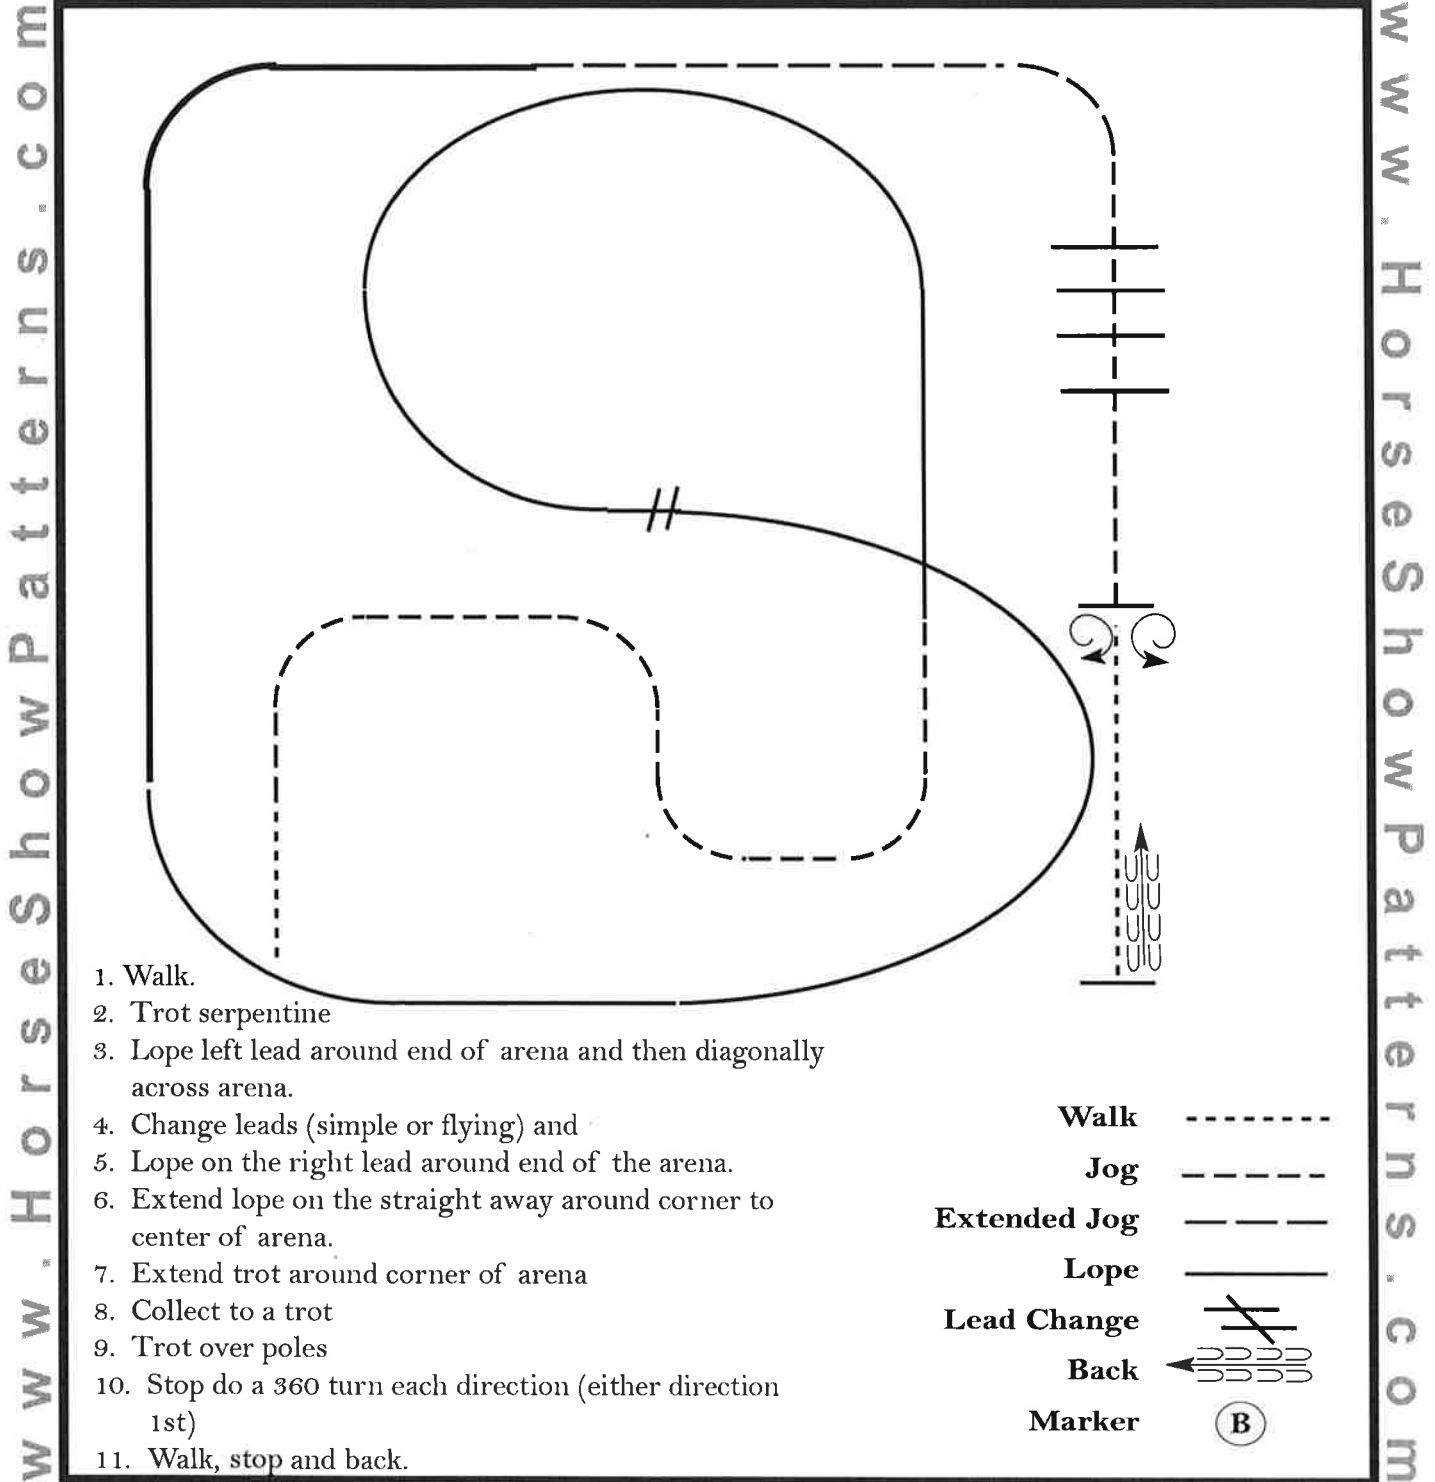 www.HorseShowPatterns.com
www.HorseShowPatterns.com
1. Walk.
2. Trot serpentine
3. Lope left lead around end of arena and then diagonally
across arena.
4. Change leads (simple or flying) and
5. Lope on the right lead around end of the arena.
6. Extend lope on the straight away around corner to
center of arena.
7. Extend trot around corner of arena
8. Collect to a trot
9. Trot over poles
10. Stop do a 360 turn each direction (either direction
1st)
11. Walk, stop and back.
Walk
Jog
Extended Jog
Lope
Lead Change
Back
Marker B